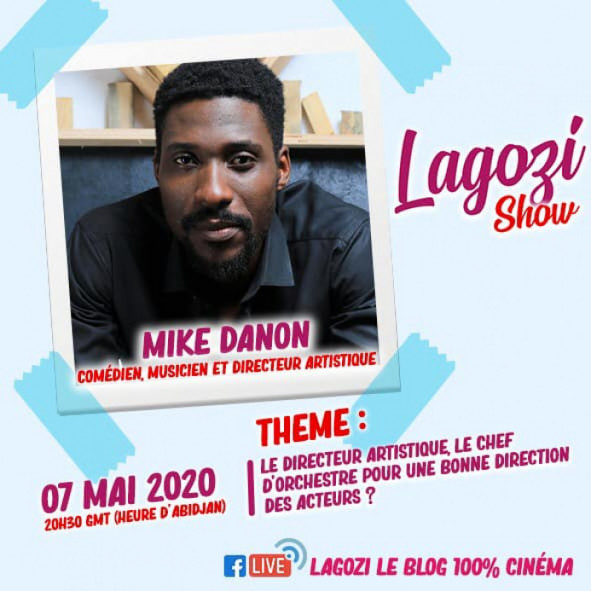 Lagozi
Show
MIKE DANON
COMÉDIEN, MUSICIEN ET DIRECTEUR ARTISTIQUE
THEME :
LE DIRECTEUR ARTISTIQUE, LE CHEF
D'ORCHESTRE POUR UNE BONNE DIRECTION
DES ACTEURS ?
07 MAI 2020
20H30 GMT (HEURE D'ABIDJAN)
f LIVE LAGOZI LE BLOG 100% CINÉMA